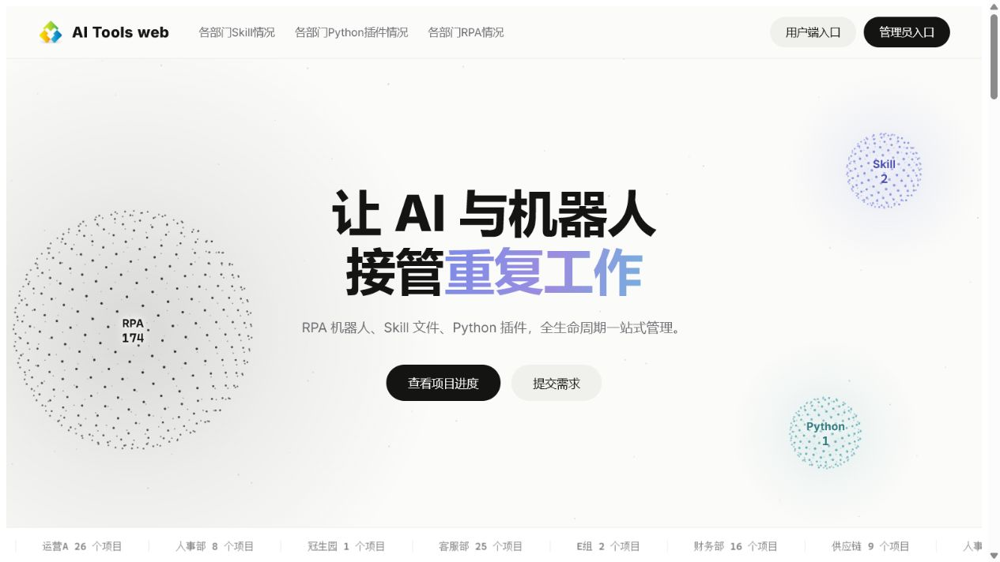 AI Tools web
各部门Skill情况
各部门Python插件情况
各部门RPA情况
用户端入口
管理员入口
Skill
2
让 AI 与机器人
接管重复工作
RPA
174
RPA 机器人、Skill 文件、Python 插件，全生命周期一站式管理。
查看项目进度
提交需求
Python
1
运营A 26 个项目
人事部 8 个项目
冠生园 1 个项目
客服部 25 个项目
E组 2 个项目
财务部 16 个项目
供应链 9 个项目
人事